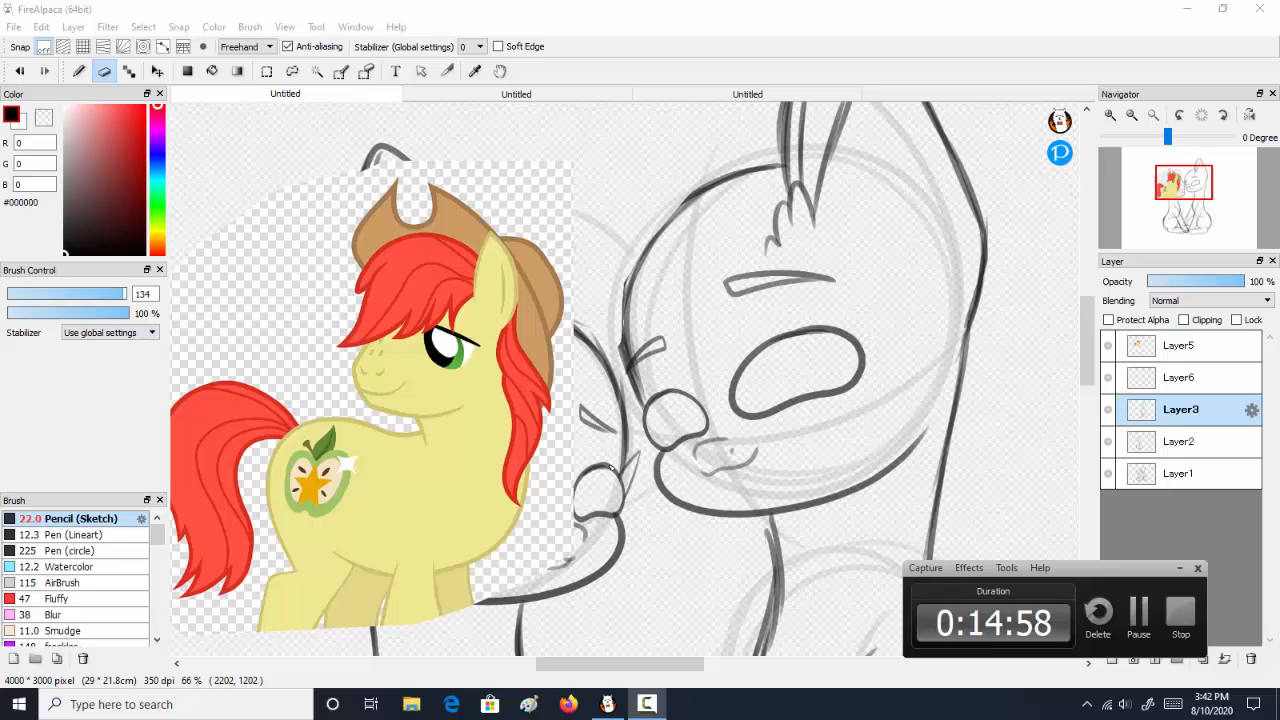 FireAlpaca (64bit)
File Edit Layer Filter Select Snap Color Brush View Tool Window Help
Snap Freehand Anti-aliasing Stabilizer (Global settings) 0 Soft Edge
Color Untitled Untitled Untitled Navigator
R 0
G 0
B 0
#000000
0 Degree
Brush Control
134
100 %
Stabilizer Use global settings
Layer
Opacity 100 %
Blending Normal
Protect Alpha Clipping Lock
Layer5
Layer6
Layer3
Layer2
Layer1
Brush
22.0 Pencil (Sketch)
12.3 Pen (Lineart)
225 Pen (circle)
12.2 Watercolor
115 AirBrush
47 Fluffy
38 Blur
11.0 Smudge
148 freckles
Capture Effects Tools Help
Duration
0:14:58
Delete Pause Stop
4000 * 3000 pixel (29 * 21.8cm) 350 dpi 66 % ( 2202, 1202 )
Type here to search
3:42 PM
8/10/2020